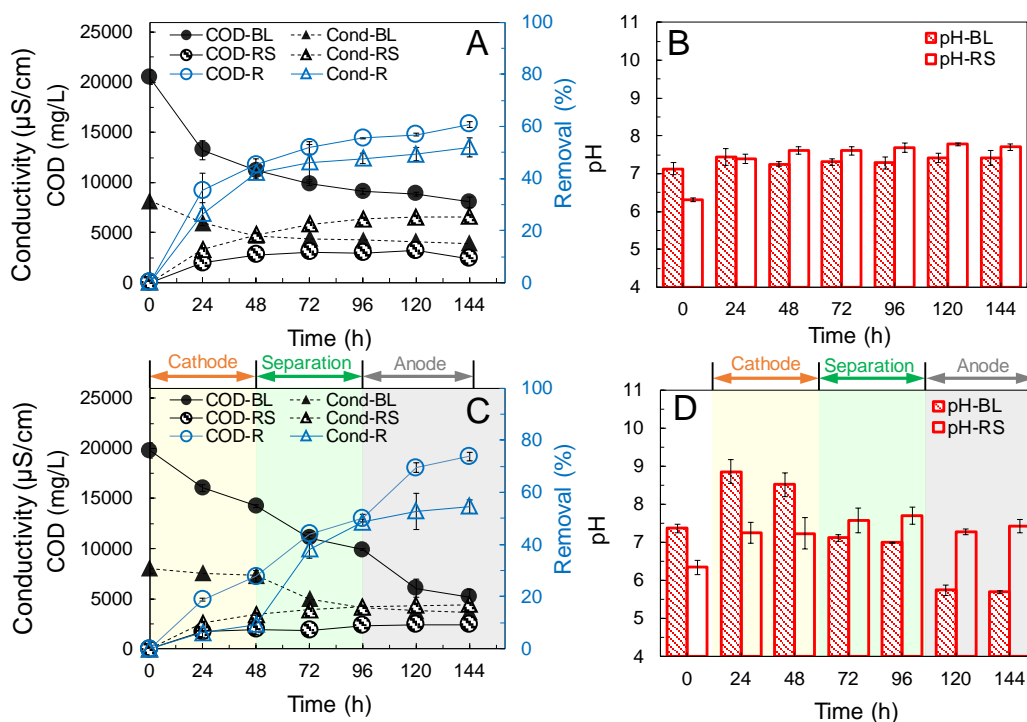 A
COD-BL
Cond-BL
COD-RS
Cond-RS
COD-R
Cond-R
Conductivity (µS/cm)
COD (mg/L)
25000
20000
15000
10000
5000
0
100
80
60
40
20
0
Removal (%)
0 24 48 72 96 120 144
Time (h)
B
pH-BL
pH-RS
pH
11
10
9
8
7
6
5
4
0 24 48 72 96 120 144
Time (h)
Cathode Separation Anode
C
COD-BL
Cond-BL
COD-RS
Cond-RS
COD-R
Cond-R
Conductivity (µS/cm)
COD (mg/L)
25000
20000
15000
10000
5000
0
100
80
60
40
20
0
Removal (%)
0 24 48 72 96 120 144
Time (h)
Cathode Separation Anode
D
pH-BL
pH-RS
pH
11
10
9
8
7
6
5
4
0 24 48 72 96 120 144
Time (h)